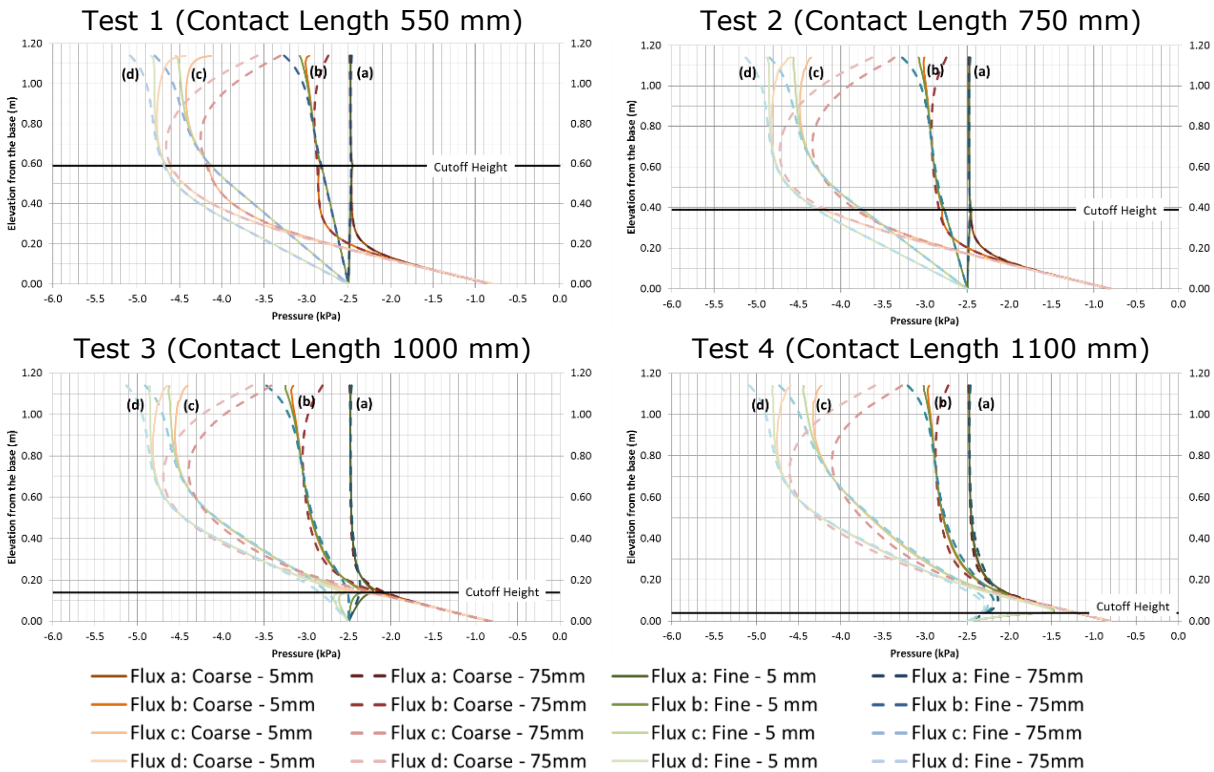 Test 1 (Contact Length 550 mm)
Test 2 (Contact Length 750 mm)
1.20 1.20 1.20 1.20
(d) (c) (b) (a) (d) (c) (b) (a)
1.00 1.00 1.00 1.00
0.80 0.80 0.80 0.80
0.60 0.60 0.60 0.60
Cutoff Height
0.40 0.40 0.40 0.40
Cutoff Height
0.20 0.20 0.20 0.20
0.00 0.00 0.00 0.00
Elevation from the base (m)
Elevation from the base (m)
-6.0 -5.5 -5.0 -4.5 -4.0 -3.5 -3.0 -2.5 -2.0 -1.5 -1.0 -0.5 0.0
-6.0 -5.5 -5.0 -4.5 -4.0 -3.5 -3.0 -2.5 -2.0 -1.5 -1.0 -0.5 0.0
Pressure (kPa)
Pressure (kPa)
Test 3 (Contact Length 1000 mm)
Test 4 (Contact Length 1100 mm)
1.20 1.20 1.20 1.20
(d) (c) (b) (a) (d) (c) (b) (a)
1.00 1.00 1.00 1.00
0.80 0.80 0.80 0.80
0.60 0.60 0.60 0.60
0.40 0.40 0.40 0.40
0.20 0.20 0.20 0.20
Cutoff Height
Cutoff Height
0.00 0.00 0.00 0.00
Elevation from the base (m)
Elevation from the base (m)
-6.0 -5.5 -5.0 -4.5 -4.0 -3.5 -3.0 -2.5 -2.0 -1.5 -1.0 -0.5 0.0
-6.0 -5.5 -5.0 -4.5 -4.0 -3.5 -3.0 -2.5 -2.0 -1.5 -1.0 -0.5 0.0
Pressure (kPa)
Pressure (kPa)
Flux a: Coarse - 5mm Flux a: Coarse - 75mm Flux a: Fine - 5 mm Flux a: Fine - 75mm
Flux b: Coarse - 5mm Flux b: Coarse - 75mm Flux b: Fine - 5 mm Flux b: Fine - 75mm
Flux c: Coarse - 5mm Flux c: Coarse - 75mm Flux c: Fine - 5 mm Flux c: Fine - 75mm
Flux d: Coarse - 5mm Flux d: Coarse - 75mm Flux d: Fine - 5 mm Flux d: Fine - 75mm